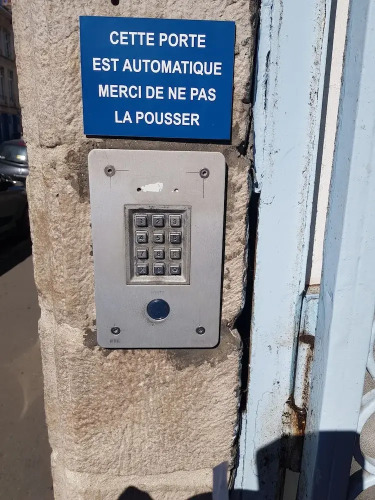 CETTE PORTE
EST AUTOMATIQUE
MERCI DE NE PAS
LA POUSSER